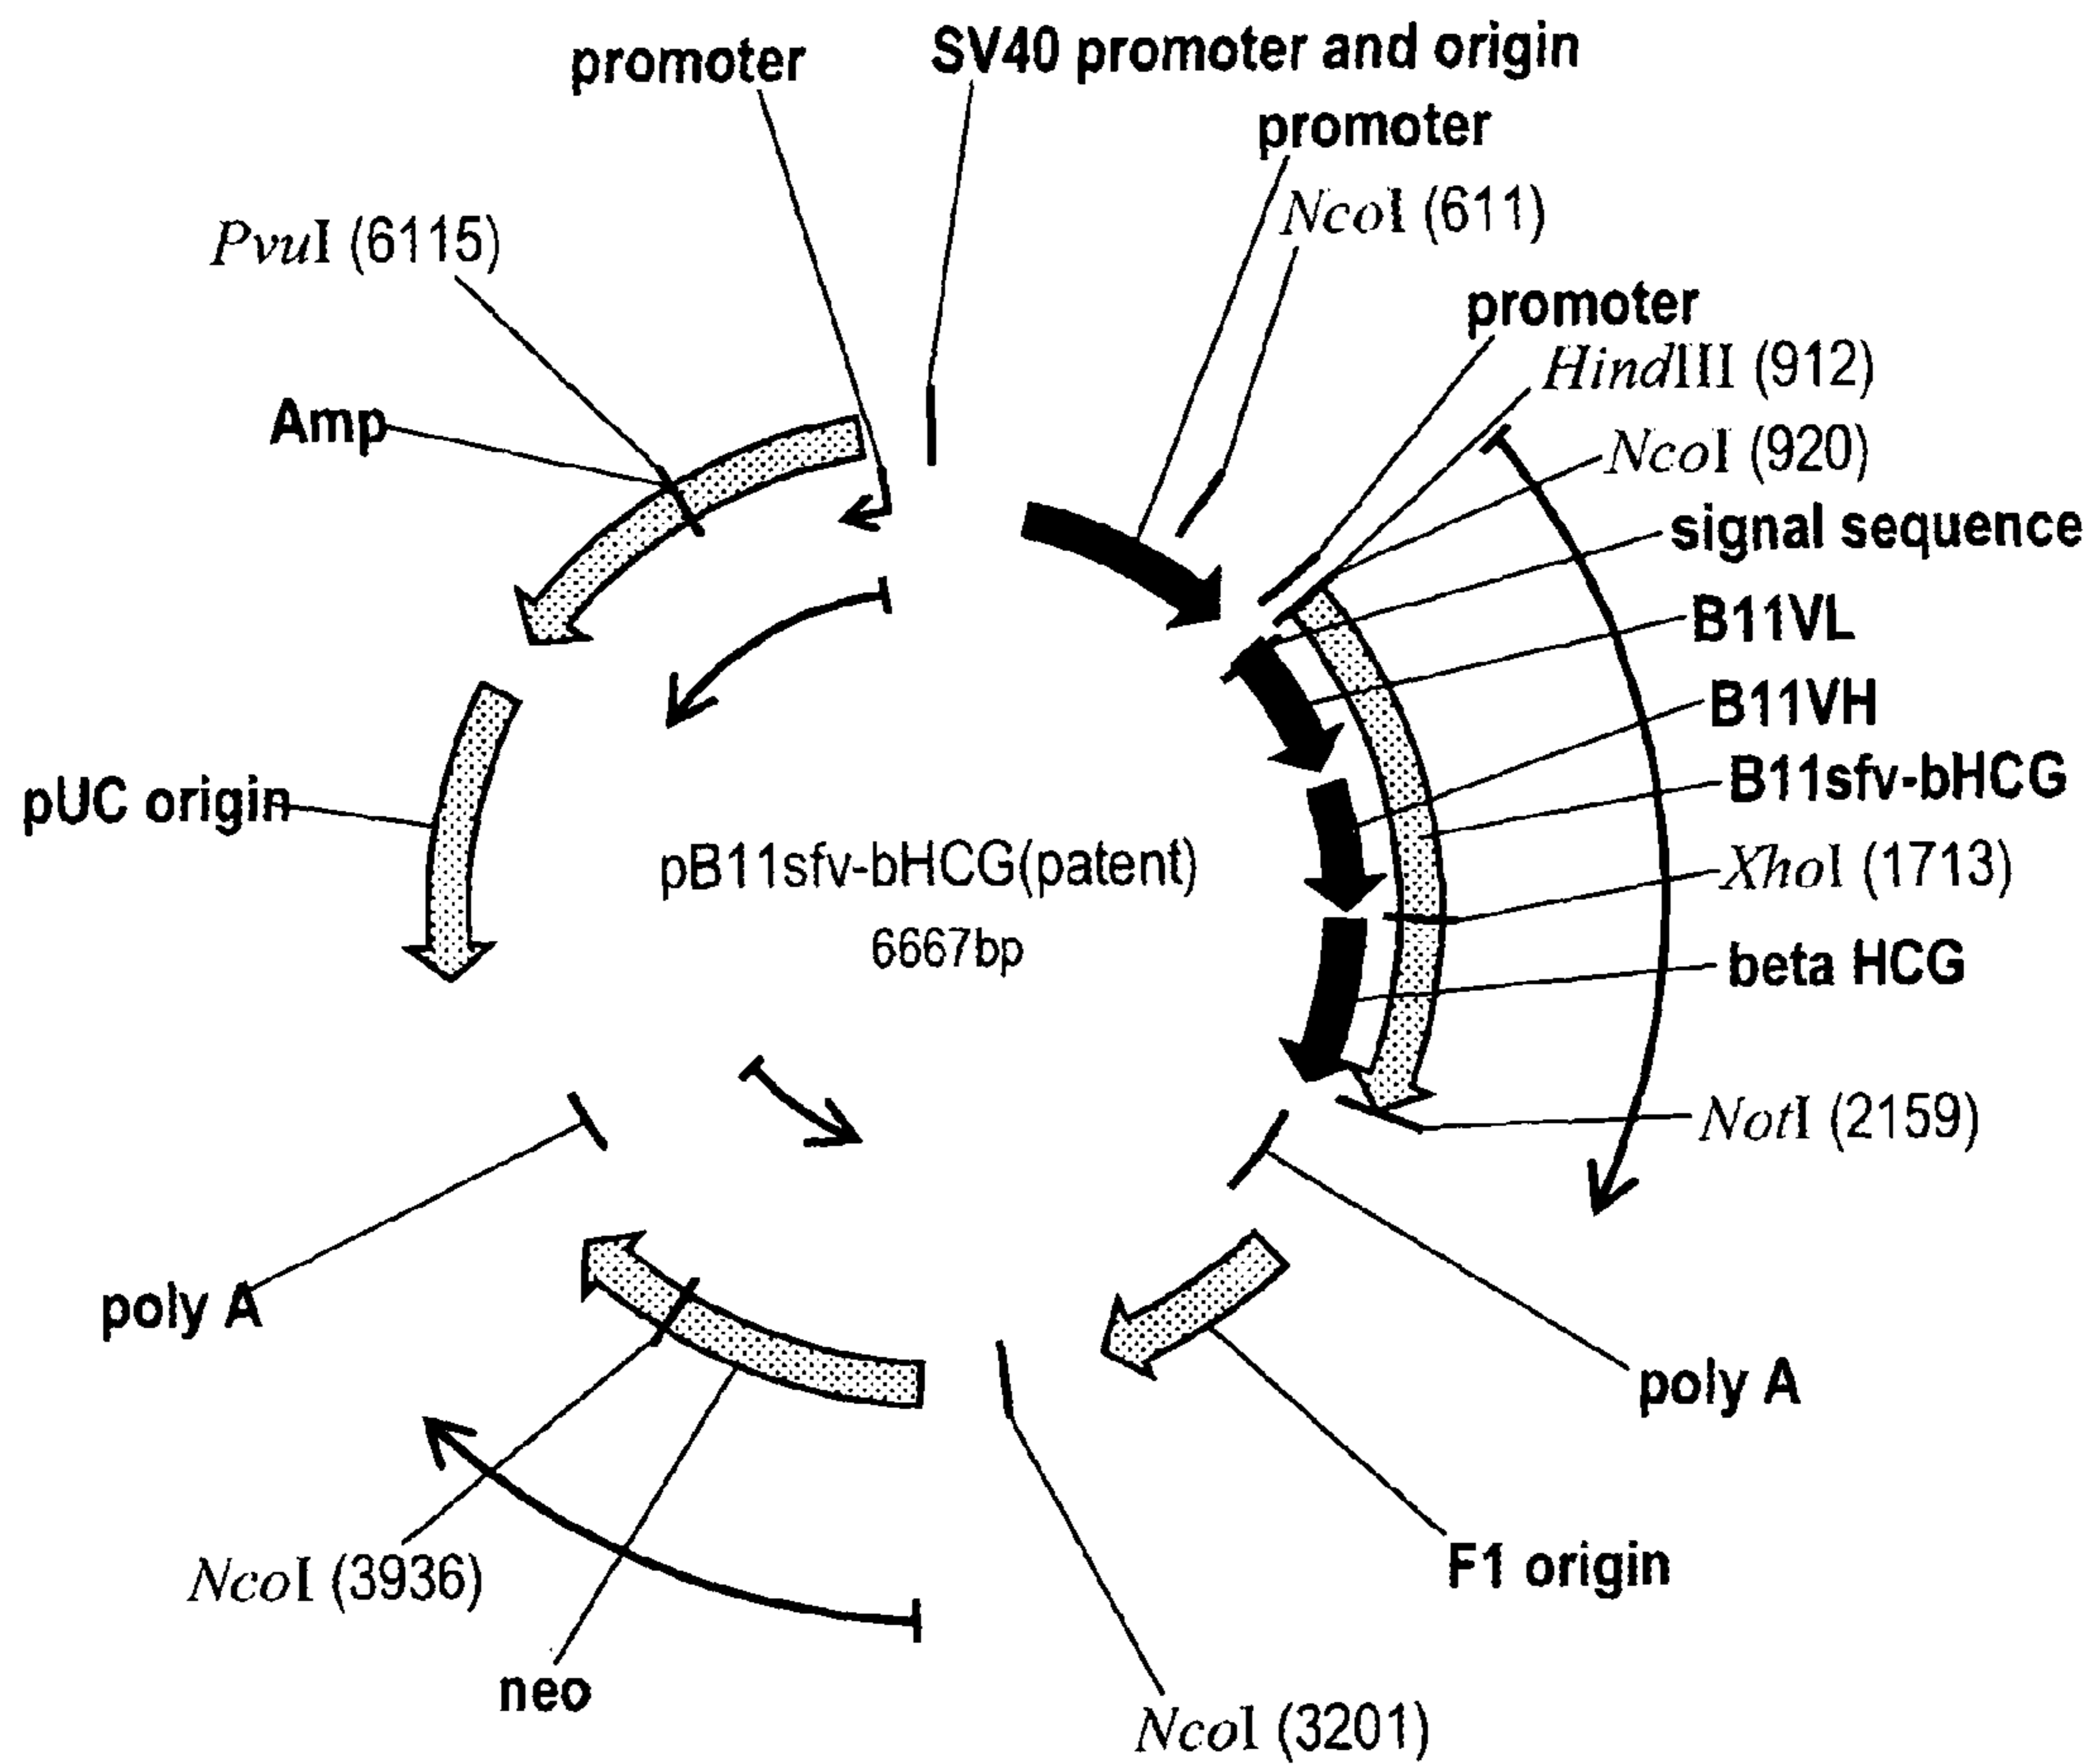 promoter
SV40 promoter and origin
promoter
NcoI (611)
PvuI (6115)
promoter
HindIII (912)
Amp
NcoI (920)
signal sequence
B11VL
B11VH
B11sfv-bHCG
pUC origin
pB11sfv-bHCG(patent)
6667bp
XhoI (1713)
beta HCG
NotI (2159)
poly A
poly A
F1 origin
NcoI (3936)
neo
NcoI (3201)